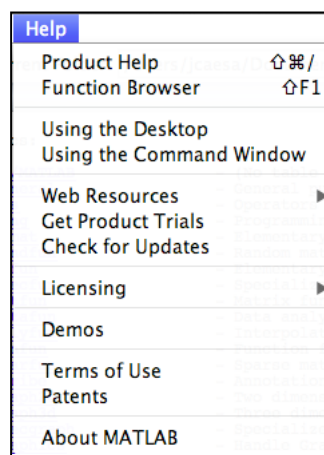 Help
Product Help ⇧⌘/
Function Browser ⇧F1
Using the Desktop
Using the Command Window
Web Resources ▶
Get Product Trials
Check for Updates
Licensing ▶
Demos
Terms of Use
Patents
About MATLAB